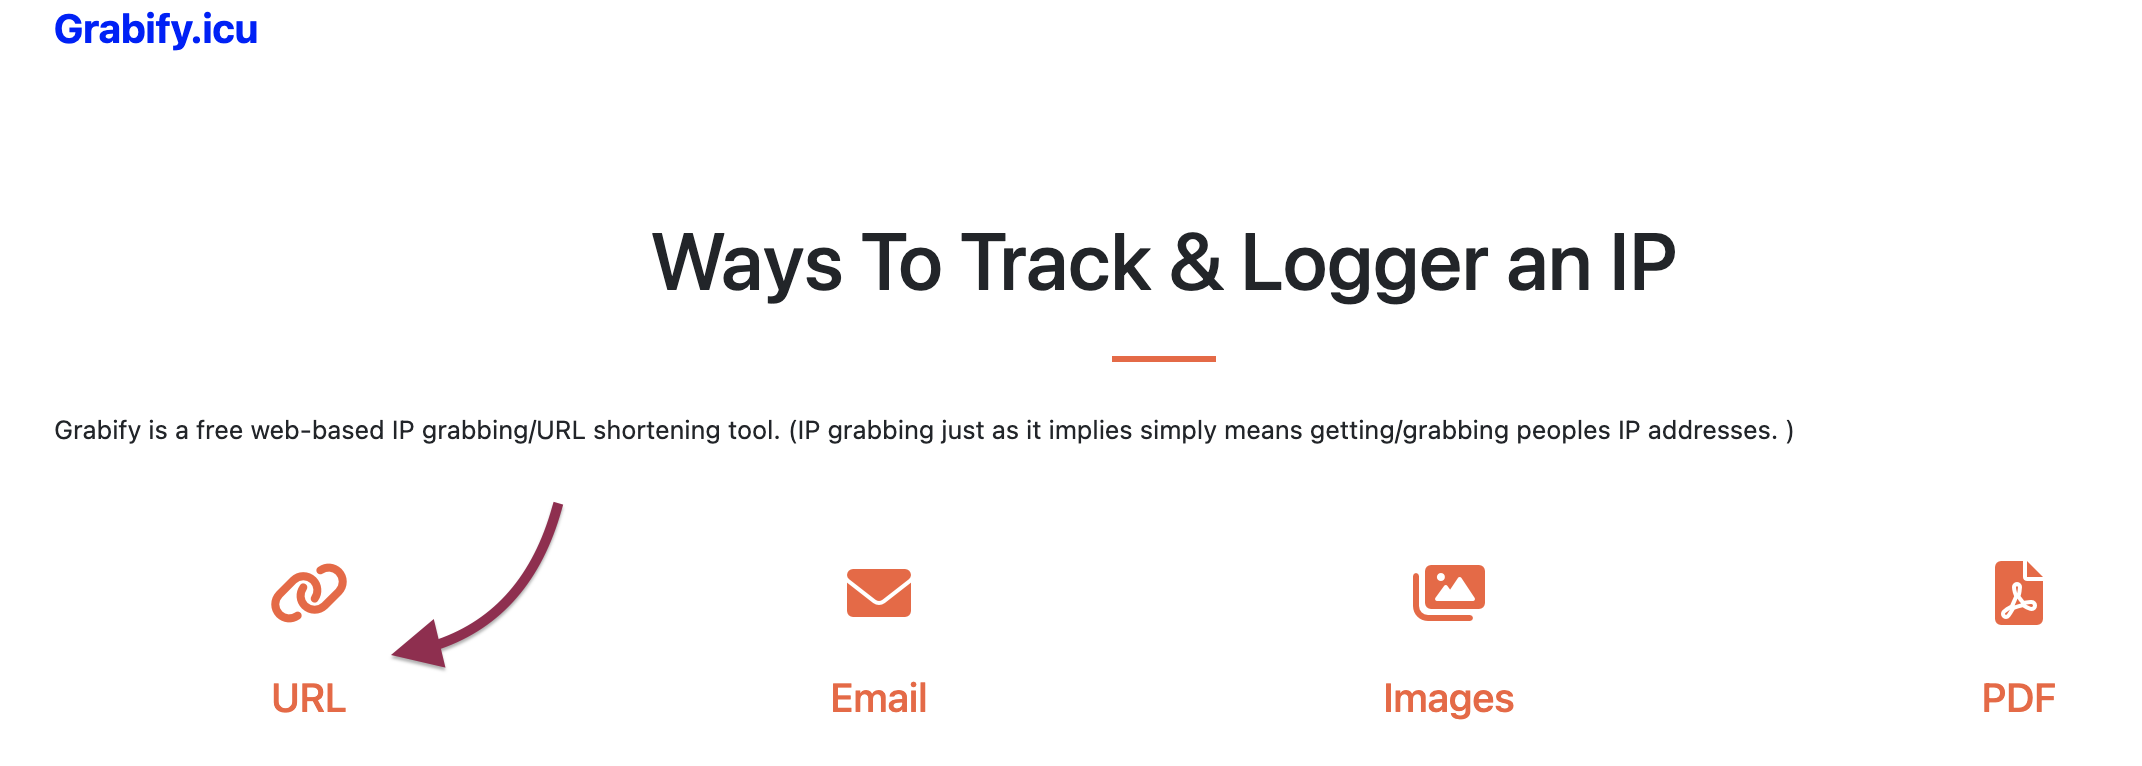 Grabify.icu
Ways To Track & Logger an IP
Grabify is a free web-based IP grabbing/URL shortening tool. (IP grabbing just as it implies simply means getting/grabbing peoples IP addresses. )
URL
Email
Images
PDF